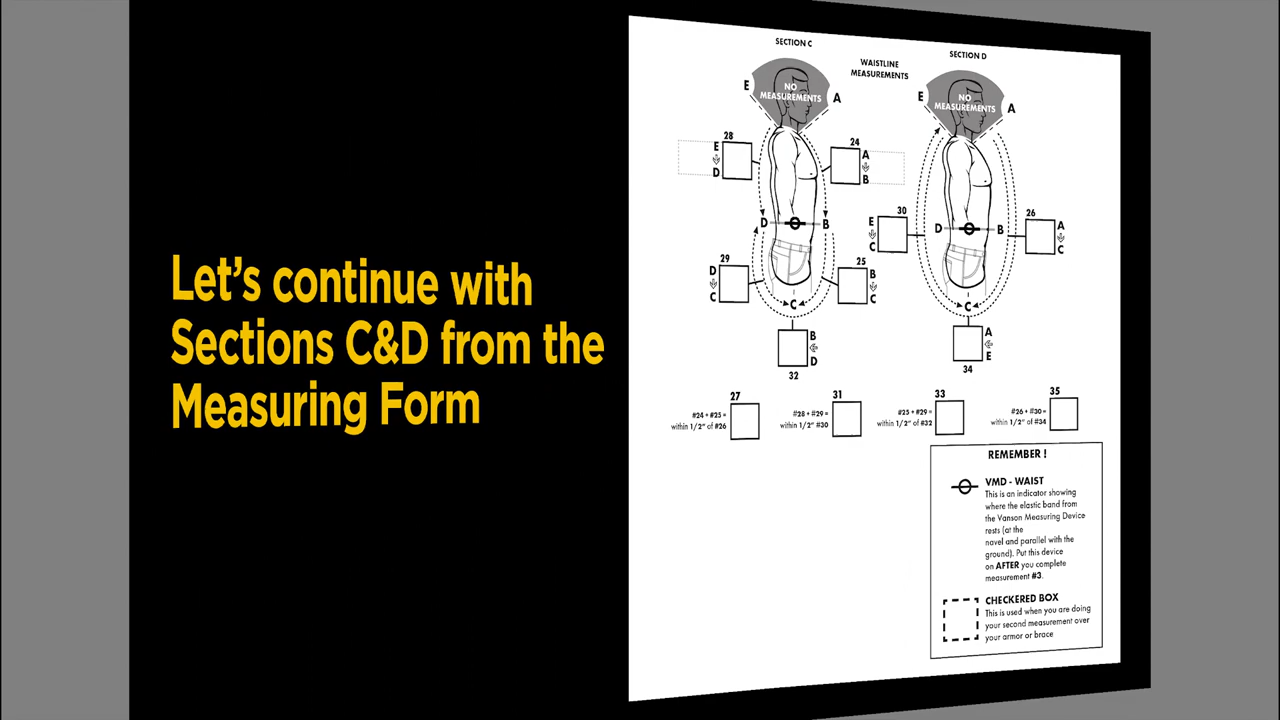 Let's continue with
Sections C&D from the
Measuring Form
SECTION C
SECTION D
WAISTLINE
MEASUREMENTS
E
NO
MEASUREMENTS
A
E
NO
MEASUREMENTS
A
28
E
D
24
A
B
D
B
30
E
C
D
B
26
A
C
29
D
C
25
B
C
C
C
B
D
32
A
E
34
27
#24 + #25 =
within 1/2" of #26
31
#28 + #29 =
within 1/2" #30
33
#25 + #29 =
within 1/2" of #32
35
#26 + #30 =
within 1/2" of #34
REMEMBER !
VMD - WAIST
This is an indicator showing
where the elastic band from
the Vanson Measuring Device
rests (at the
navel and parallel with the
ground). Put this device
on AFTER you complete
measurement #3.
CHECKERED BOX
This is used when you are doing
your second measurement over
your armor or brace